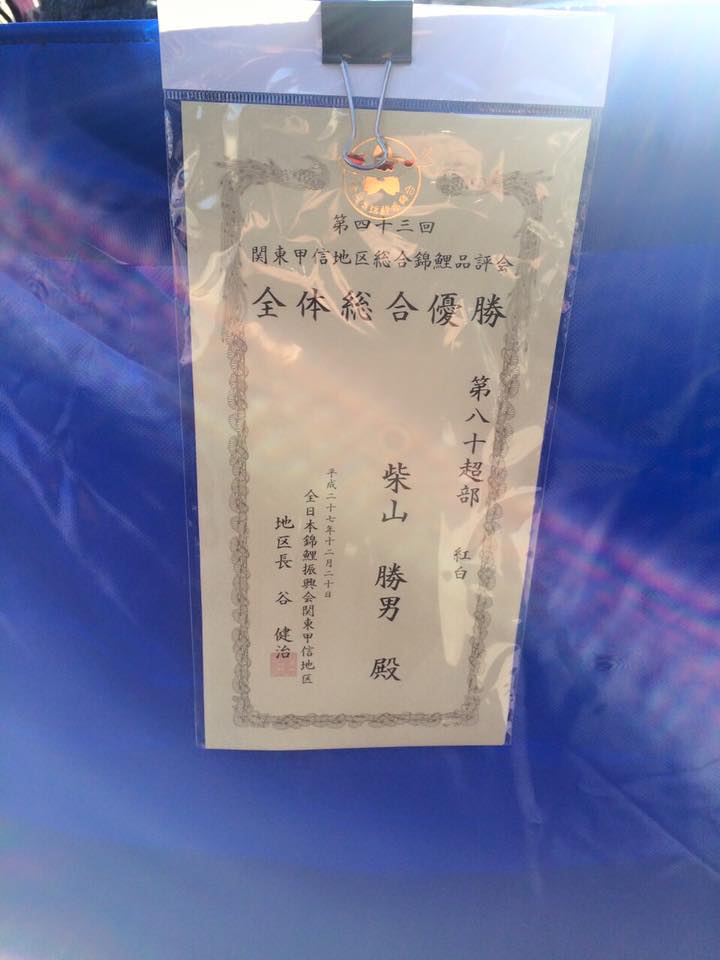 第四十三回
関東甲信地区総合錦鯉品評会
全体総合優勝
第八十超部 紅白
柴山 勝男 殿
平成二十七年十二月二十日
全日本錦鯉振興会関東甲信地区
地区長 谷 健治